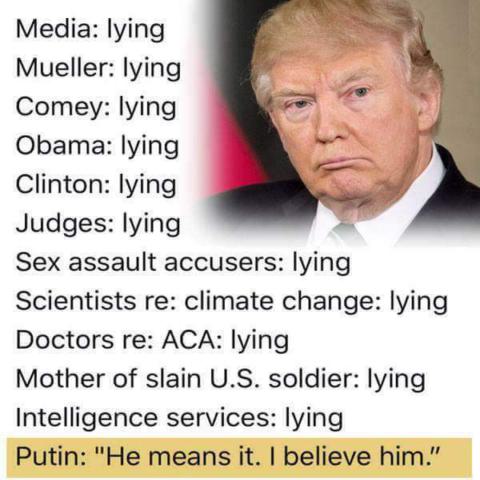 Media: lying
Mueller: lying
Comey: lying
Obama: lying
Clinton: lying
Judges: lying
Sex assault accusers: lying
Scientists re: climate change: lying
Doctors re: ACA: lying
Mother of slain U.S. soldier: lying
Intelligence services: lying
Putin: "He means it. I believe him.”